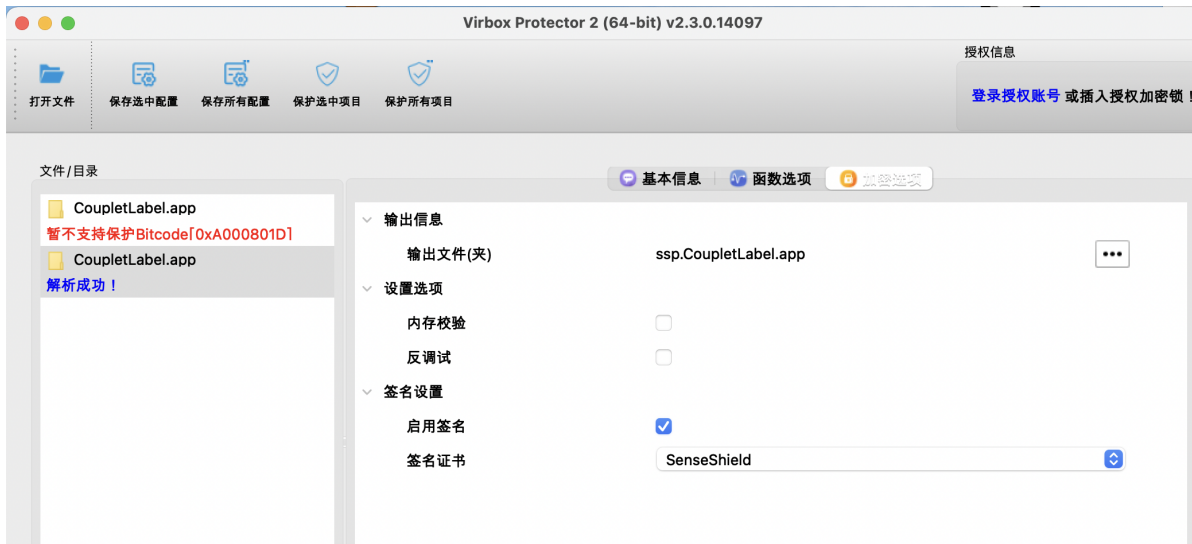 Virbox Protector 2 (64-bit) v2.3.0.14097
授权信息
打开文件 保存选中配置 保存所有配置 保护选中项目 保护所有项目
登录授权账号 或插入授权加密锁！
文件/目录
基本信息 函数选项 加密选项
CoupletLabel.app
暂不支持保护Bitcode「0xA000801D」
CoupletLabel.app
解析成功！
输出信息
输出文件(夹) ssp.CoupletLabel.app
设置选项
内存校验
反调试
签名设置
启用签名
签名证书 SenseShield